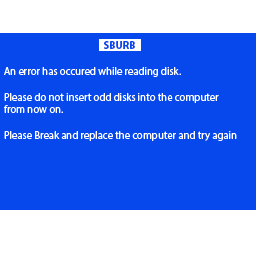 SBURB
An error has occured while reading disk.
Please do not insert odd disks into the computer
from now on.
Please Break and replace the computer and try again